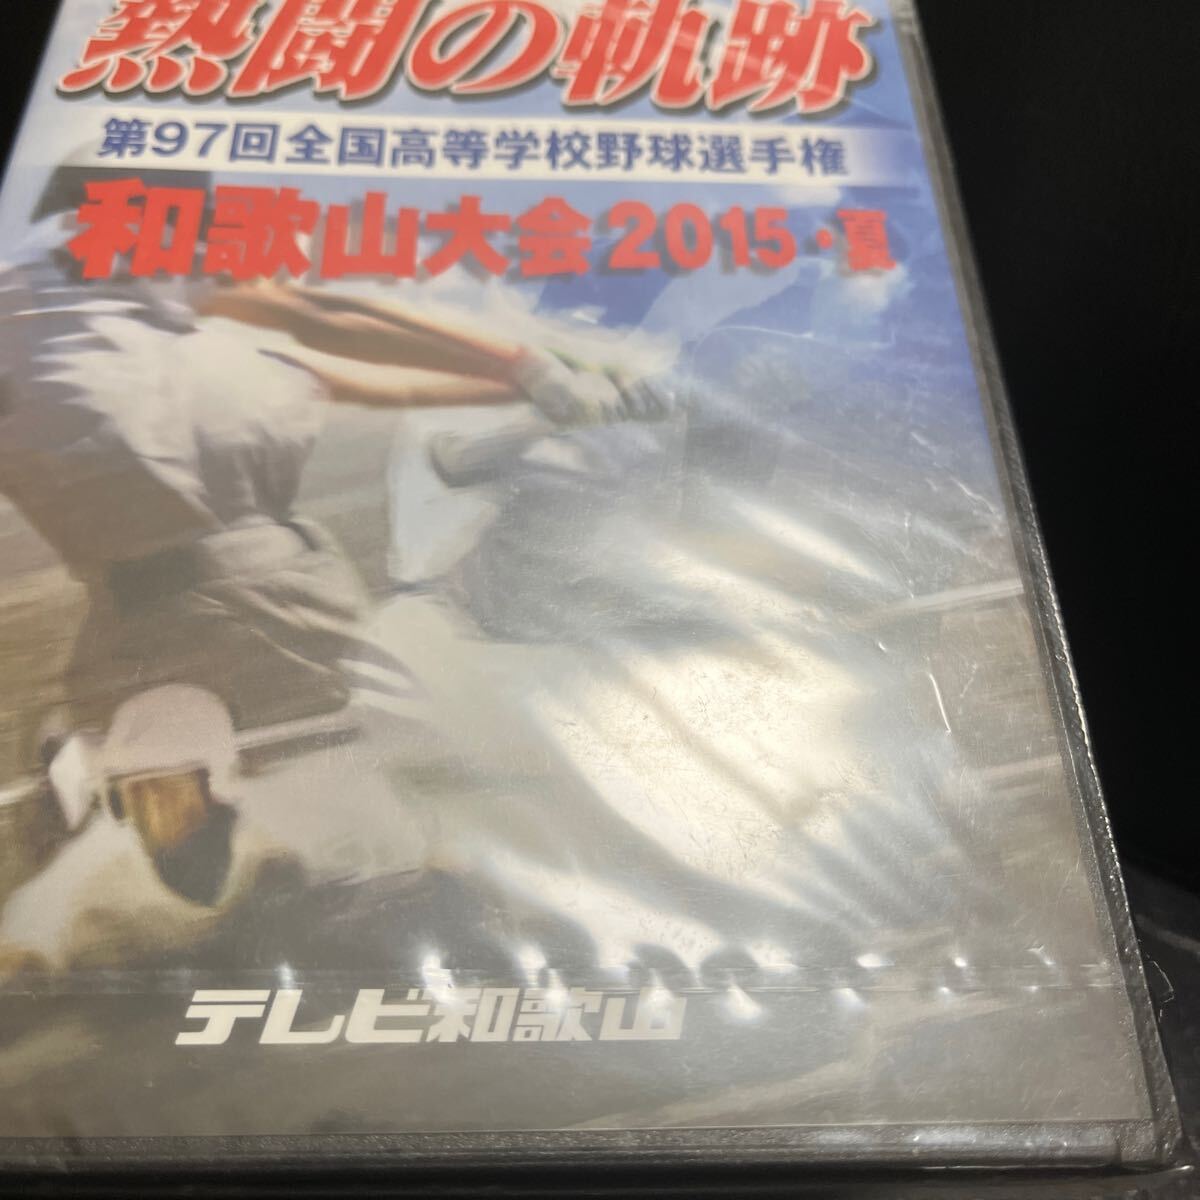 熱闘の軌跡
第97回全国高等学校野球選手権
和歌山大会2015・夏
テレビ和歌山